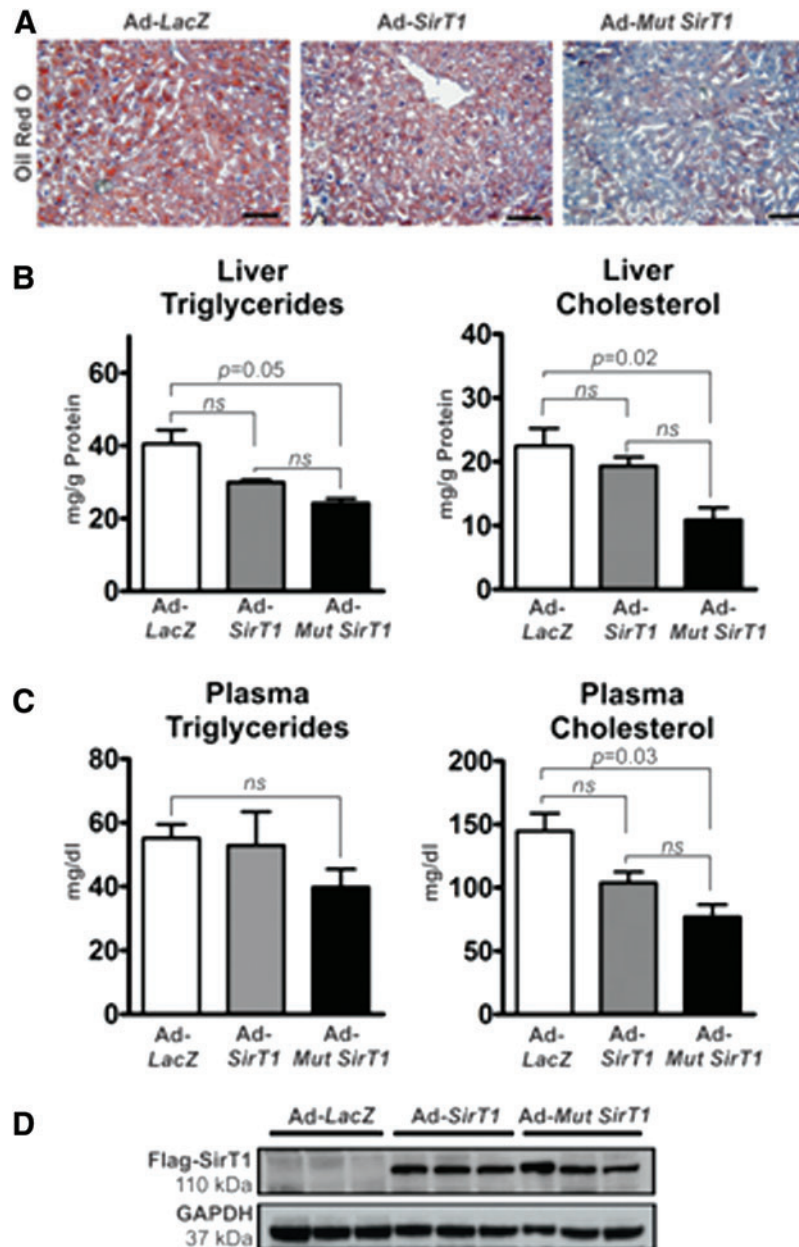 A
Ad-LacZ Ad-SirT1 Ad-Mut SirT1
Oil Red O
B
Liver Triglycerides
mg/g Protein
60
40
20
0
p=0.05
ns
ns
Ad-LacZ
Ad-SirT1
Ad-Mut SirT1
Liver Cholesterol
mg/g Protein
40
30
20
10
0
p=0.02
ns
ns
Ad-LacZ
Ad-SirT1
Ad-Mut SirT1
C
Plasma Triglycerides
mg/dl
80
60
40
20
0
ns
Ad-LacZ
Ad-SirT1
Ad-Mut SirT1
Plasma Cholesterol
mg/dl
200
150
100
50
0
p=0.03
ns
ns
Ad-LacZ
Ad-SirT1
Ad-Mut SirT1
D
Ad-LacZ Ad-SirT1 Ad-Mut SirT1
Flag-SirT1
110 kDa
GAPDH
37 kDa